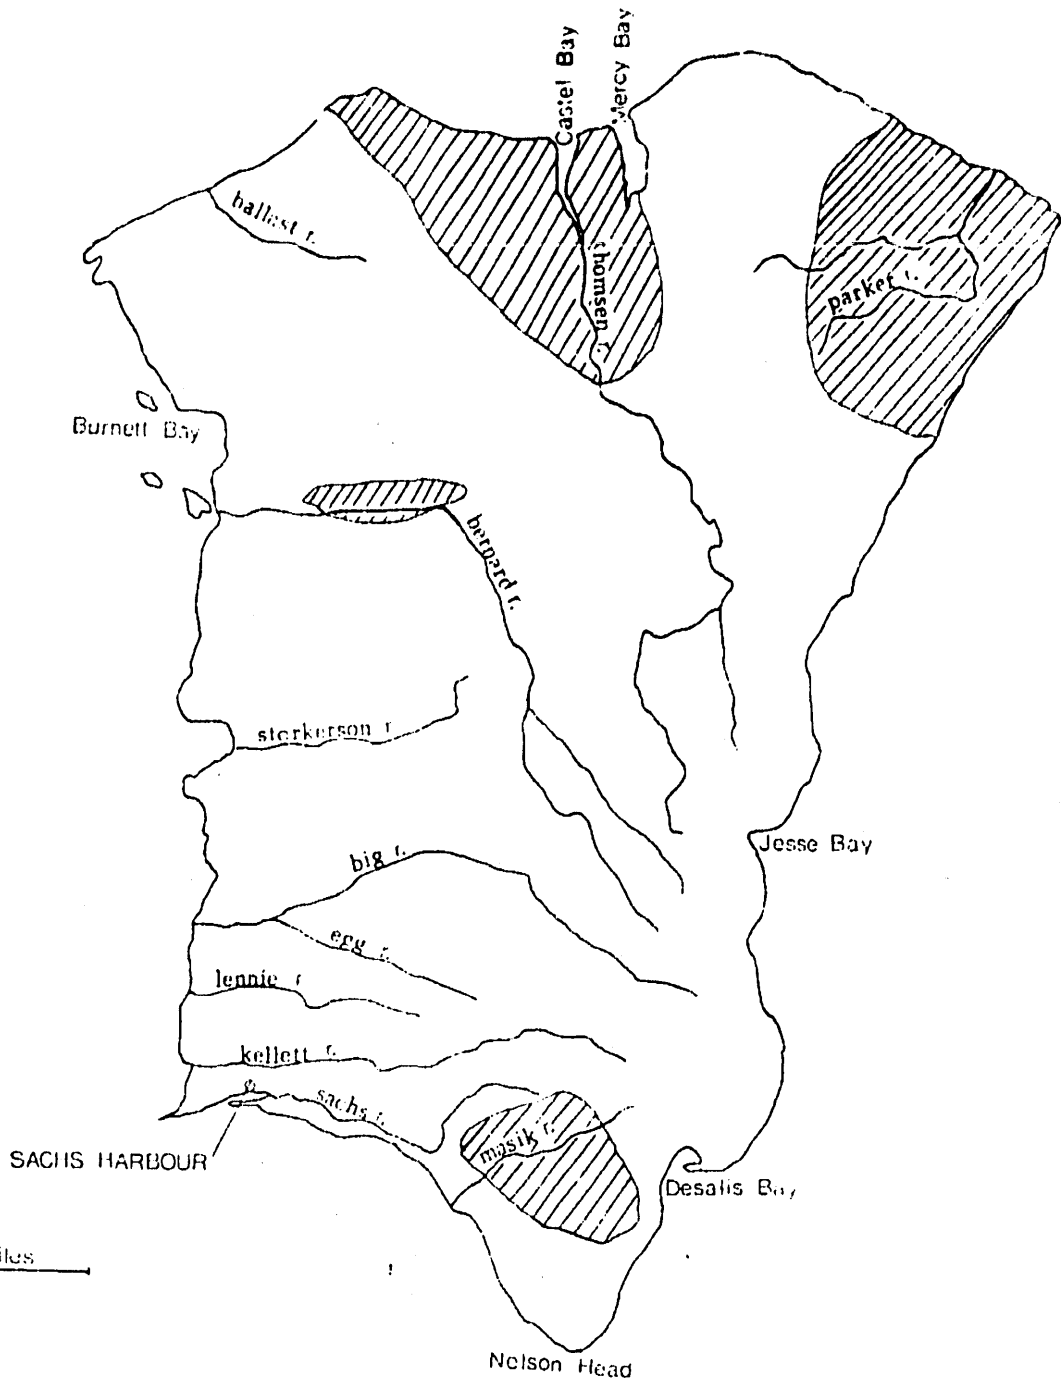 Castel Bay
Mercy Bay
ballast r.
thomsen r.
parker r.
Burnett Bay
bernard r.
storkerson r
big r.
Jesse Bay
egg r.
lennie r
kellett r.
sachs r.
masik r.
SACHS HARBOUR
Desalis Bay
iles
Nelson Head